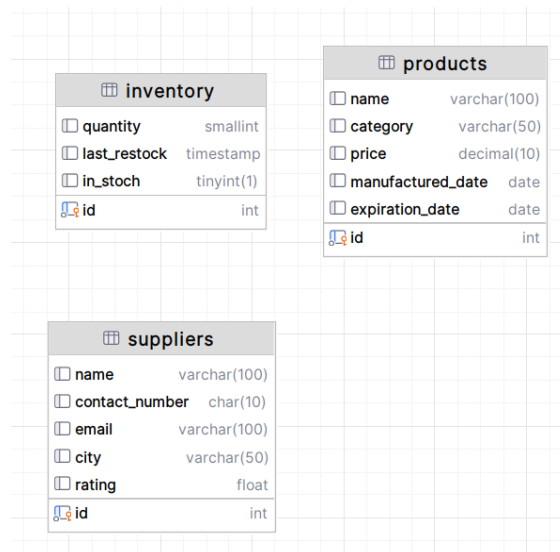 inventory
quantity smallint
last_restock timestamp
in_stoch tinyint(1)
id int
products
name varchar(100)
category varchar(50)
price decimal(10)
manufactured_date date
expiration_date date
id int
suppliers
name varchar(100)
contact_number char(10)
email varchar(100)
city varchar(50)
rating float
id int